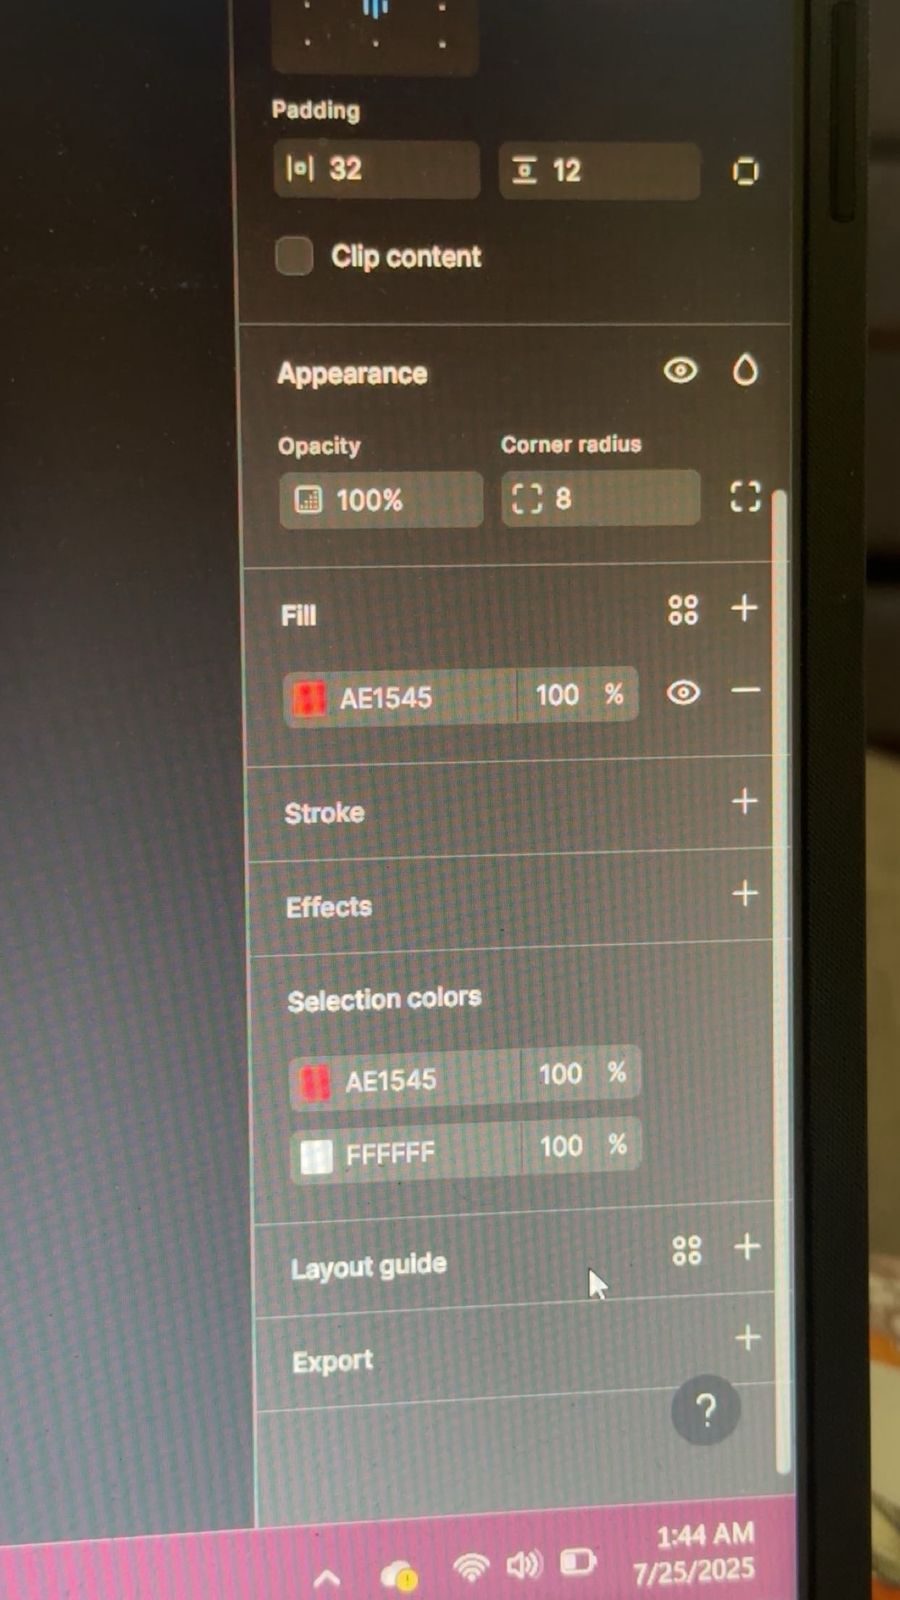 Padding
32 12
Clip content
Appearance
Opacity Corner radius
100% 8
Fill
AE1545 100 %
Stroke
Effects
Selection colors
AE1545 100 %
FFFFFF 100 %
Layout guide
Export
?
1:44 AM
7/25/2025